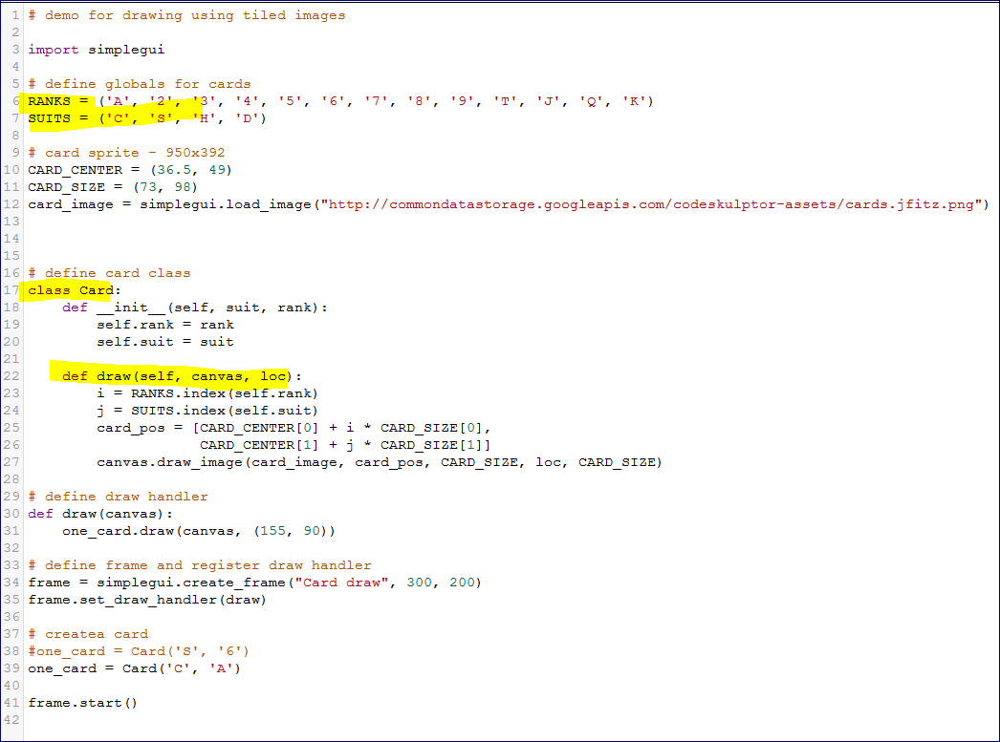 1 # demo for drawing using tiled images
2
3 import simplegui
4
5 # define globals for cards
6 RANKS = ('A', '2', '3', '4', '5', '6', '7', '8', '9', 'T', 'J', 'Q', 'K')
7 SUITS = ('C', 'S', 'H', 'D')
8
9 # card sprite - 950x392
10 CARD_CENTER = (36.5, 49)
11 CARD_SIZE = (73, 98)
12 card_image = simplegui.load_image("http://commondatastorage.googleapis.com/codeskulptor-assets/cards.jfitz.png")
13
14
15
16 # define card class
17 class Card:
18     def __init__(self, suit, rank):
19         self.rank = rank
20         self.suit = suit
21
22     def draw(self, canvas, loc):
23         i = RANKS.index(self.rank)
24         j = SUITS.index(self.suit)
25         card_pos = [CARD_CENTER[0] + i * CARD_SIZE[0],
26                     CARD_CENTER[1] + j * CARD_SIZE[1]]
27         canvas.draw_image(card_image, card_pos, CARD_SIZE, loc, CARD_SIZE)
28
29 # define draw handler
30 def draw(canvas):
31     one_card.draw(canvas, (155, 90))
32
33 # define frame and register draw handler
34 frame = simplegui.create_frame("Card draw", 300, 200)
35 frame.set_draw_handler(draw)
36
37 # createa card
38 #one_card = Card('S', '6')
39 one_card = Card('C', 'A')
40
41 frame.start()
42